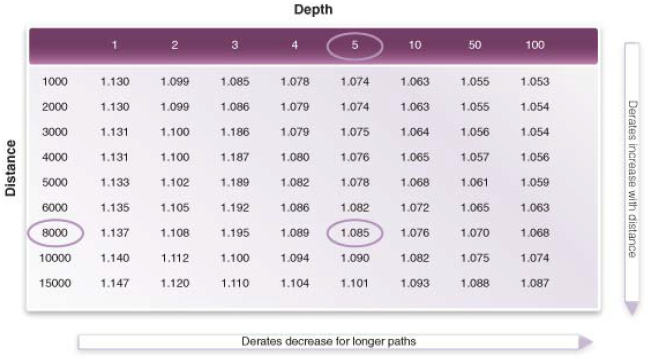 Depth
1 2 3 4 5 10 50 100
1000 1.130 1.099 1.085 1.078 1.074 1.063 1.055 1.053
2000 1.130 1.099 1.086 1.079 1.074 1.063 1.055 1.054
3000 1.131 1.100 1.186 1.079 1.075 1.064 1.056 1.054
4000 1.131 1.100 1.187 1.080 1.076 1.065 1.057 1.056
5000 1.133 1.102 1.189 1.082 1.078 1.068 1.061 1.059
6000 1.135 1.105 1.192 1.086 1.082 1.072 1.065 1.063
8000 1.137 1.108 1.195 1.089 1.085 1.076 1.070 1.068
10000 1.140 1.112 1.100 1.094 1.090 1.082 1.075 1.074
15000 1.147 1.120 1.110 1.104 1.101 1.093 1.088 1.087
Distance
Derates increase with distance
Derates decrease for longer paths